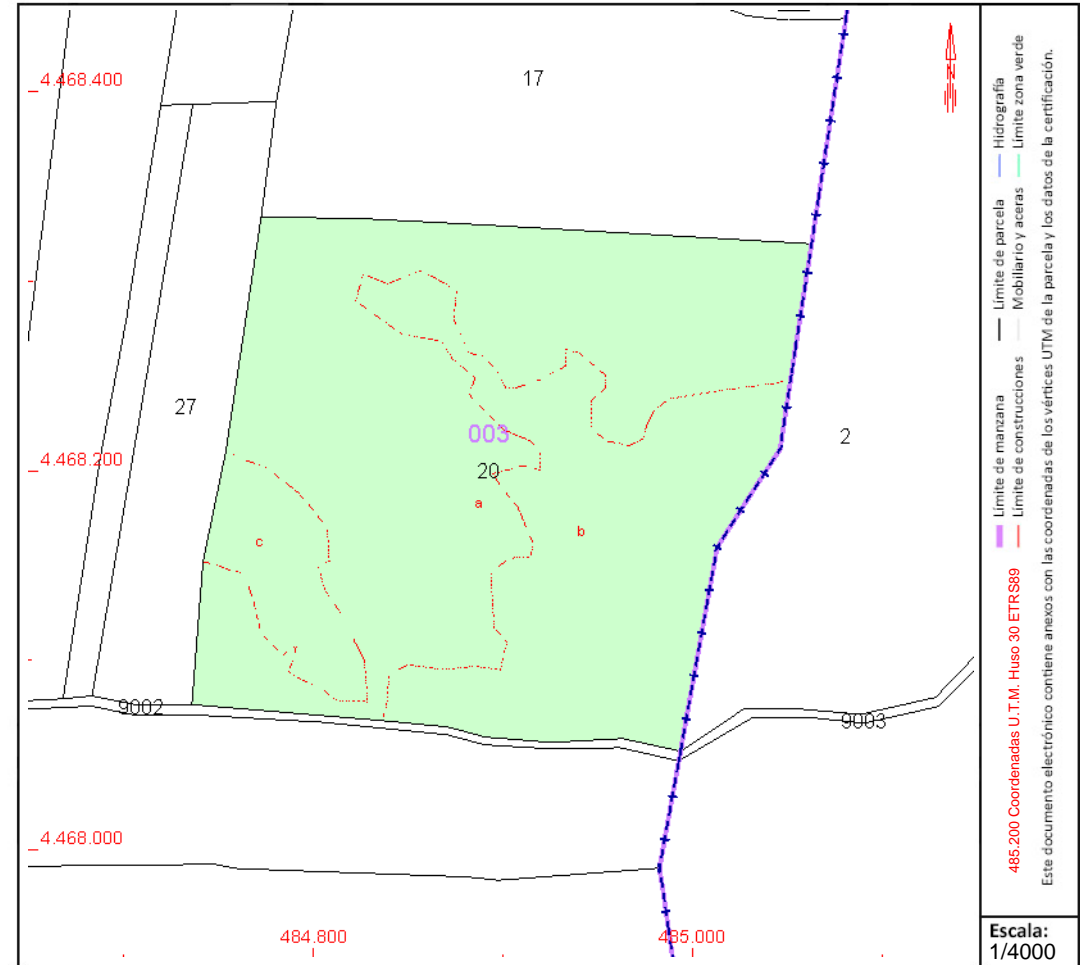 4.468.400
17
27
003
2
4.468.200
20
a
b
c
9002
9003
4.468.000
484.800
485.000
N
Límite de manzana
Límite de parcela
Hidrografía
Límite de construcciones
Mobiliario y aceras
Límite zona verde
485.200 Coordenadas U.T.M. Huso 30 ETRS89
Este documento electrónico contiene anexos con las coordenadas de los vértices UTM de la parcela y los datos de la certificación.
Escala:
1/4000